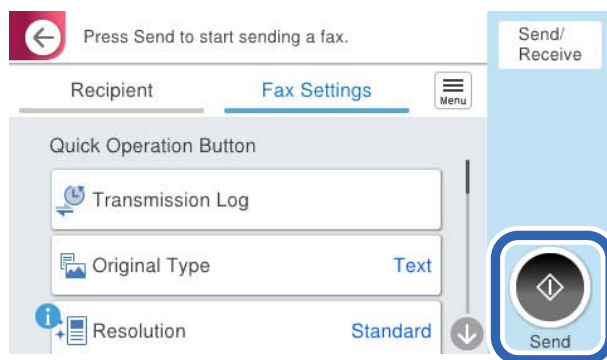 Press Send to start sending a fax.
Send/
Receive
Recipient
Fax Settings
Menu
Quick Operation Button
Transmission Log
Original Type
Text
Resolution
Standard
Send